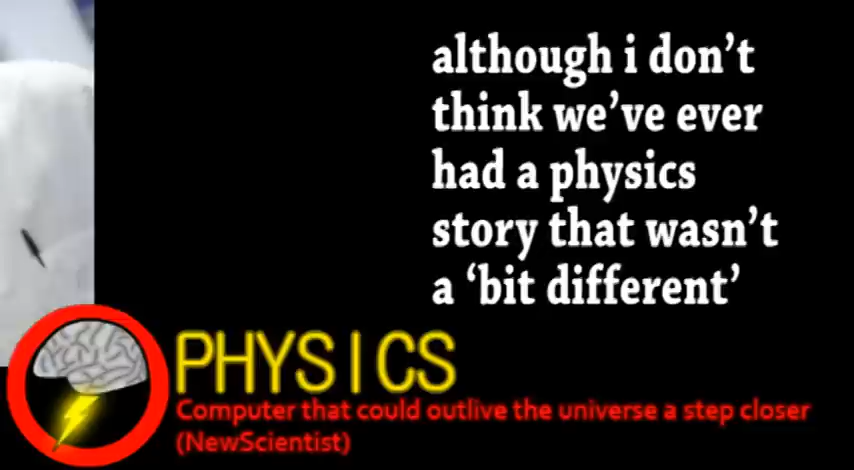 although i don’t
think we’ve ever
had a physics
story that wasn’t
a ‘bit different’
PHYSICS
Computer that could outlive the universe a step closer
(NewScientist)